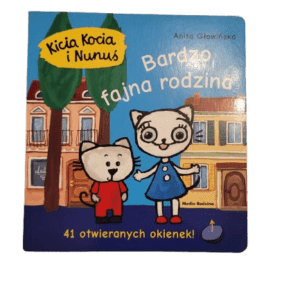 Kicia Kocia
i Nunuś
Anita Głowińska
Bardzo
fajna rodzina
Media Rodzina
41 otwieranych okienek!